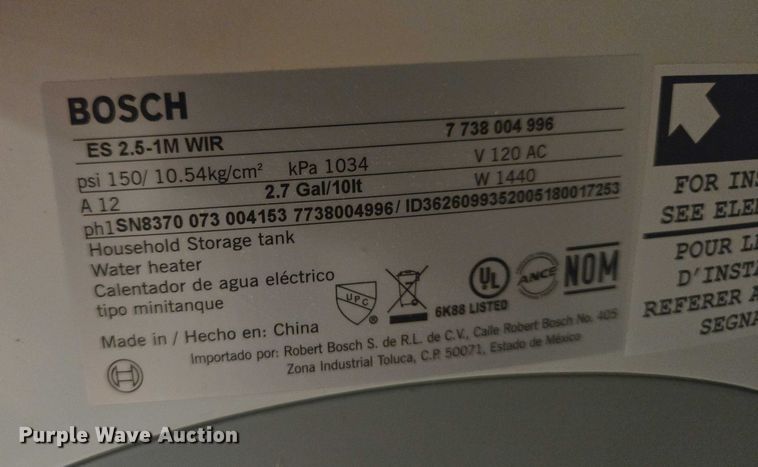 BOSCH
ES 2.5-1M WIR 7 738 004 996
psi 150/ 10.54kg/cm² kPa 1034 V 120 AC
A 12 2.7 Gal/10lt W 1440
ph1SN8370 073 004153 7738004996/ ID3626099352005180017253
Household Storage tank
Water heater
Calentador de agua eléctrico
tipo minitanque
UPC ®
UL ANCE NOM
6K88 LISTED
Made in / Hecho en: China
Importado por: Robert Bosch S. de R.L. de C.V., Calle Robert Bosch No. 405
Zona Industrial Toluca, C.P. 50071, Estado de México
FOR INS
SEE ELE
POUR L
D'INSTA
REFERER A
SEGNA
Purple Wave Auction